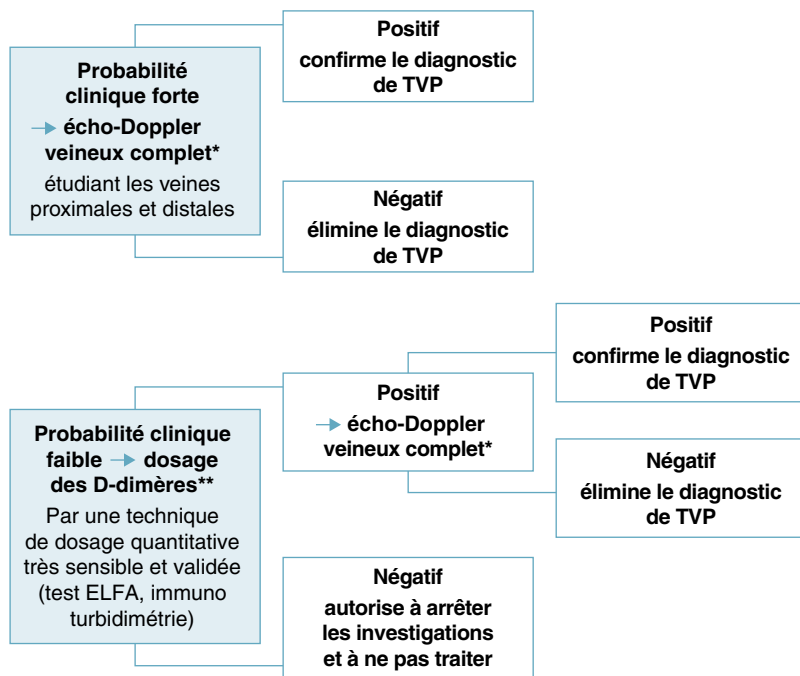 Probabilité
clinique forte
→ écho-Doppler
veineux complet*
étudiant les veines
proximales et distales
Positif
confirme le diagnostic
de TVP
Négatif
élimine le diagnostic
de TVP
Probabilité clinique
faible → dosage
des D-dimères**
Par une technique
de dosage quantitative
très sensible et validée
(test ELFA, immuno
turbidimétrie)
Positif
→ écho-Doppler
veineux complet*
Positif
confirme le diagnostic
de TVP
Négatif
élimine le diagnostic
de TVP
Négatif
autorise à arrêter
les investigations
et à ne pas traiter